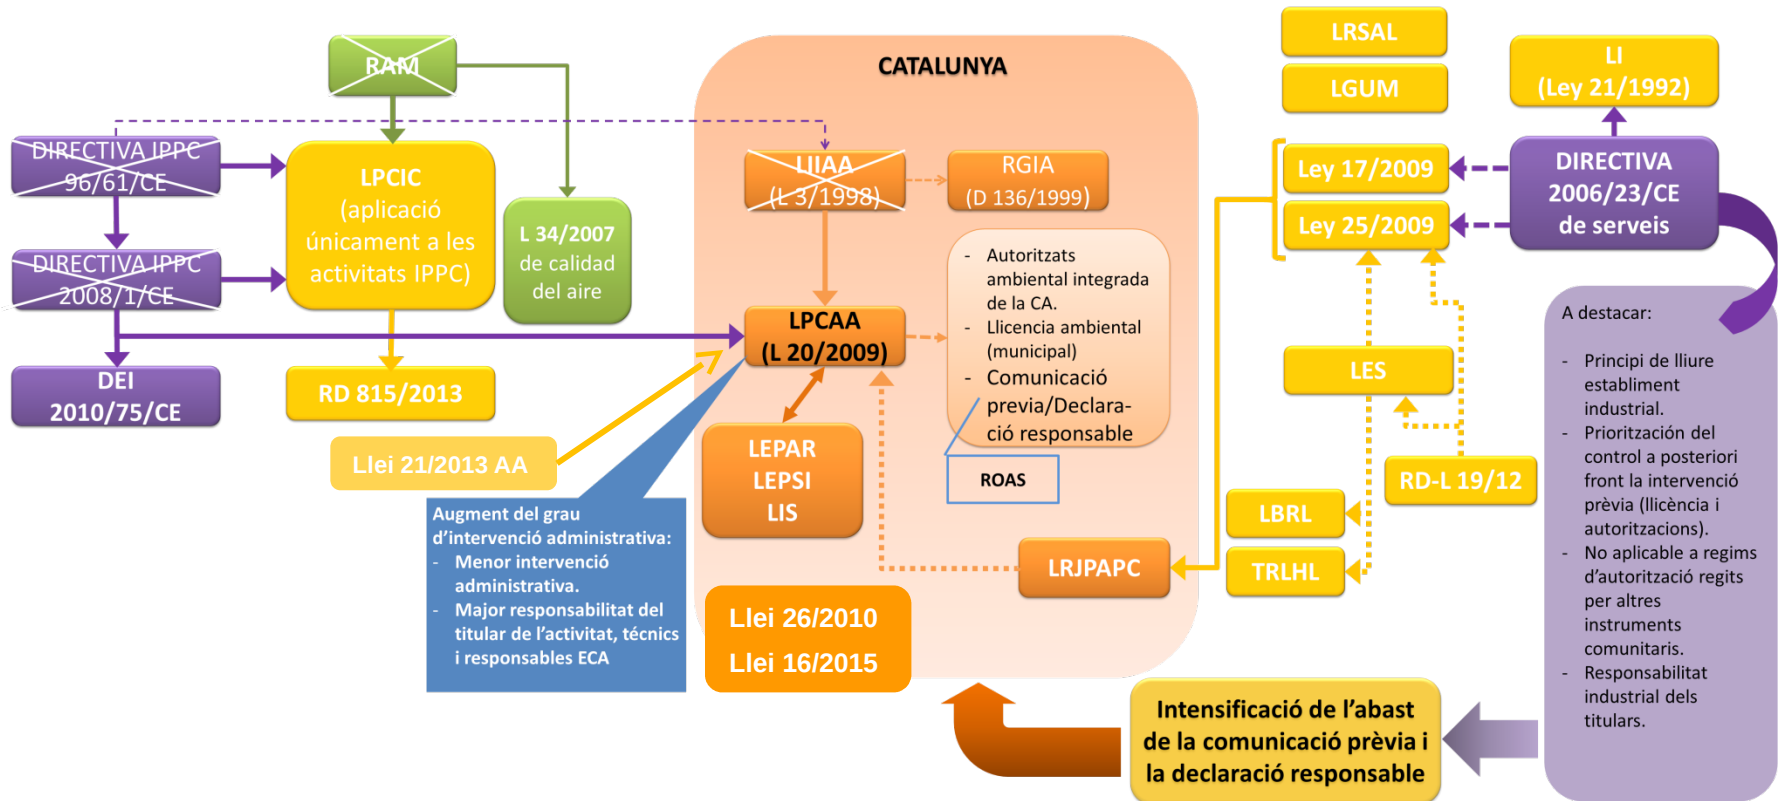 RAM
DIRECTIVA IPPC
96/61/CE
LPCIC
(aplicació
únicament a les
activitats IPPC)
L 34/2007
de calidad
del aire
DIRECTIVA IPPC
2008/1/CE
DEI
2010/75/CE
RD 815/2013
Llei 21/2013 AA
Augment del grau
d’intervenció administrativa:
- Menor intervenció
administrativa.
- Major responsabilitat del
titular de l’activitat, técnics
i responsables ECA
CATALUNYA
LIIAA
(L 3/1998)
RGIA
(D 136/1999)
- Autoritzats
ambiental integrada
de la CA.
- Llicencia ambiental
(municipal)
- Comunicació
previa/Declara-
ció responsable
ROAS
LPCAA
(L 20/2009)
LEPAR
LEPSI
LIS
LRJPAPC
Llei 26/2010
Llei 16/2015
LRSAL
LGUM
Ley 17/2009
Ley 25/2009
LES
RD-L 19/12
LBRL
TRLHL
LI
(Ley 21/1992)
DIRECTIVA
2006/23/CE
de serveis
A destacar:
- Principi de lliure
establiment
industrial.
- Prioritzación del
control a posteriori
front la intervenció
prèvia (llicència i
autoritzacions).
- No aplicable a regims
d’autorització regits
per altres
instruments
comunitaris.
- Responsabilitat
industrial dels
titulars.
Intensificació de l’abast
de la comunicació prèvia i
la declaració responsable